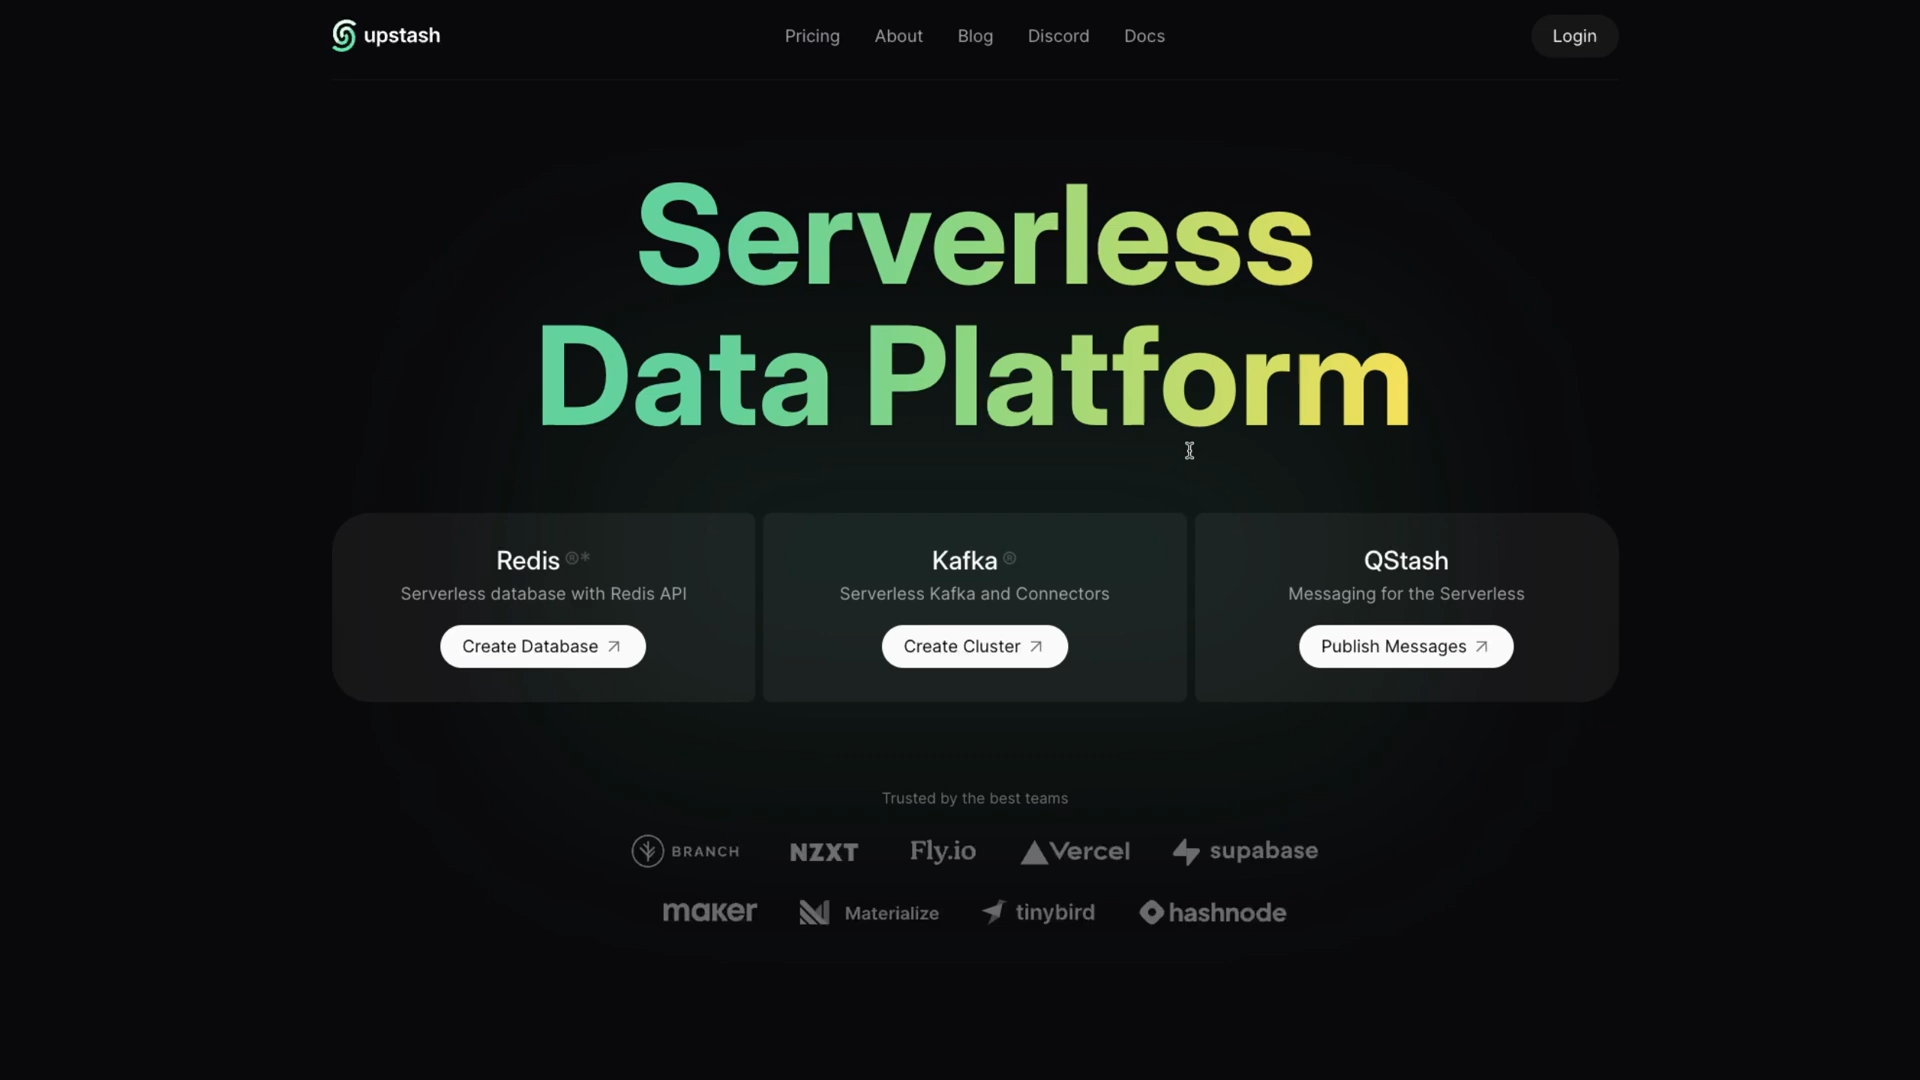 upstash
Pricing About Blog Discord Docs
Login
Serverless
Data Platform
Redis ®*
Serverless database with Redis API
Create Database
Kafka ®
Serverless Kafka and Connectors
Create Cluster
QStash
Messaging for the Serverless
Publish Messages
Trusted by the best teams
BRANCH NZXT Fly.io Vercel supabase
maker Materialize tinybird hashnode